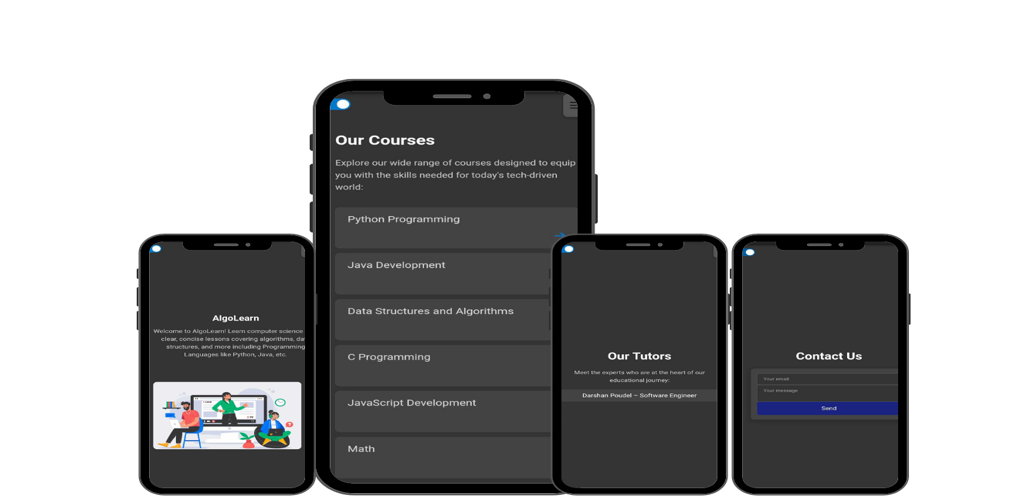 Our Courses
Explore our wide range of courses designed to equip
you with the skills needed for today's tech-driven
world:
Python Programming
Java Development
Data Structures and Algorithms
C Programming
JavaScript Development
Math
AlgoLearn
Welcome to AlgoLearn! Learn computer science
clear, concise lessons covering algorithms, dat
structures, and more including Programming
Languages like Python, Java, etc.
Our Tutors
Meet the experts who are at the heart of our
educational journey:
Darshan Poudel – Software Engineer
Contact Us
Your email
Your message
Send